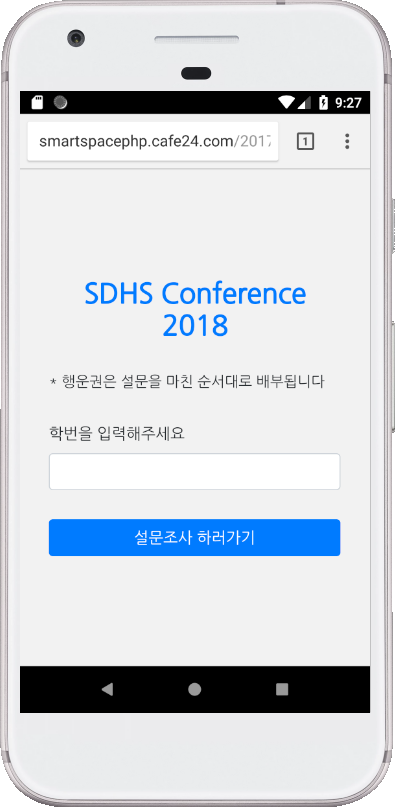 9:27
smartspacephp.cafe24.com/2017
1
SDHS Conference
2018
* 행운권은 설문을 마친 순서대로 배부됩니다
학번을 입력해주세요
설문조사 하러가기